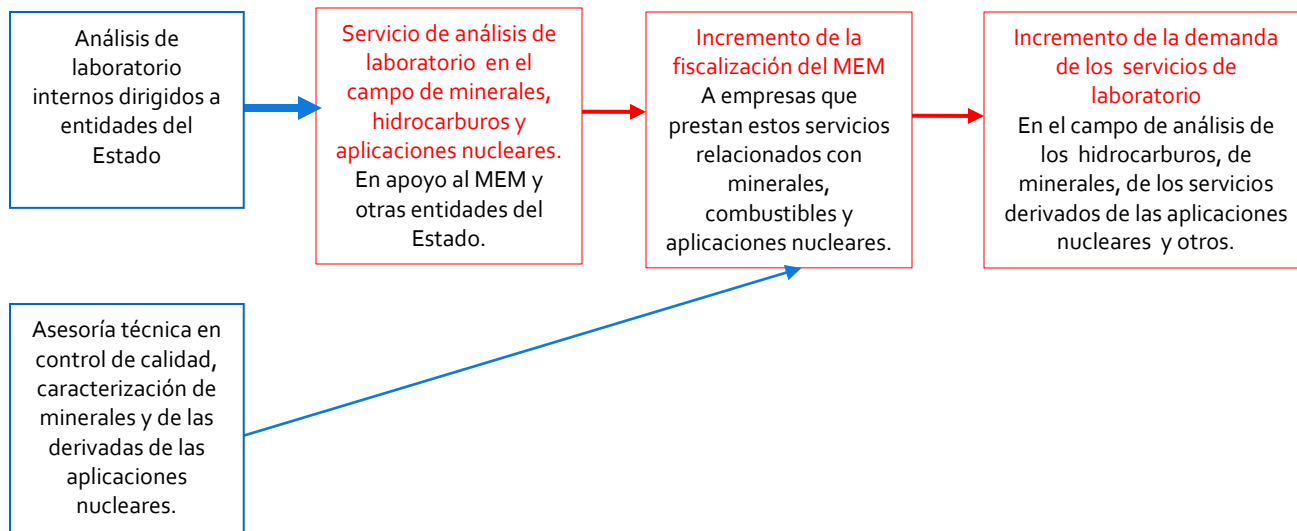 Análisis de
laboratorio
internos dirigidos a
entidades del
Estado
Servicio de análisis de
laboratorio en el
campo de minerales,
hidrocarburos y
aplicaciones nucleares.
En apoyo al MEM y
otras entidades del
Estado.
Incremento de la
fiscalización del MEM
A empresas que
prestan estos servicios
relacionados con
minerales,
combustibles y
aplicaciones nucleares.
Incremento de la demanda
de los servicios de
laboratorio
En el campo de análisis de
los hidrocarburos, de
minerales, de los servicios
derivados de las aplicaciones
nucleares y otros.
Asesoría técnica en
control de calidad,
caracterización de
minerales y de las
derivadas de las
aplicaciones
nucleares.